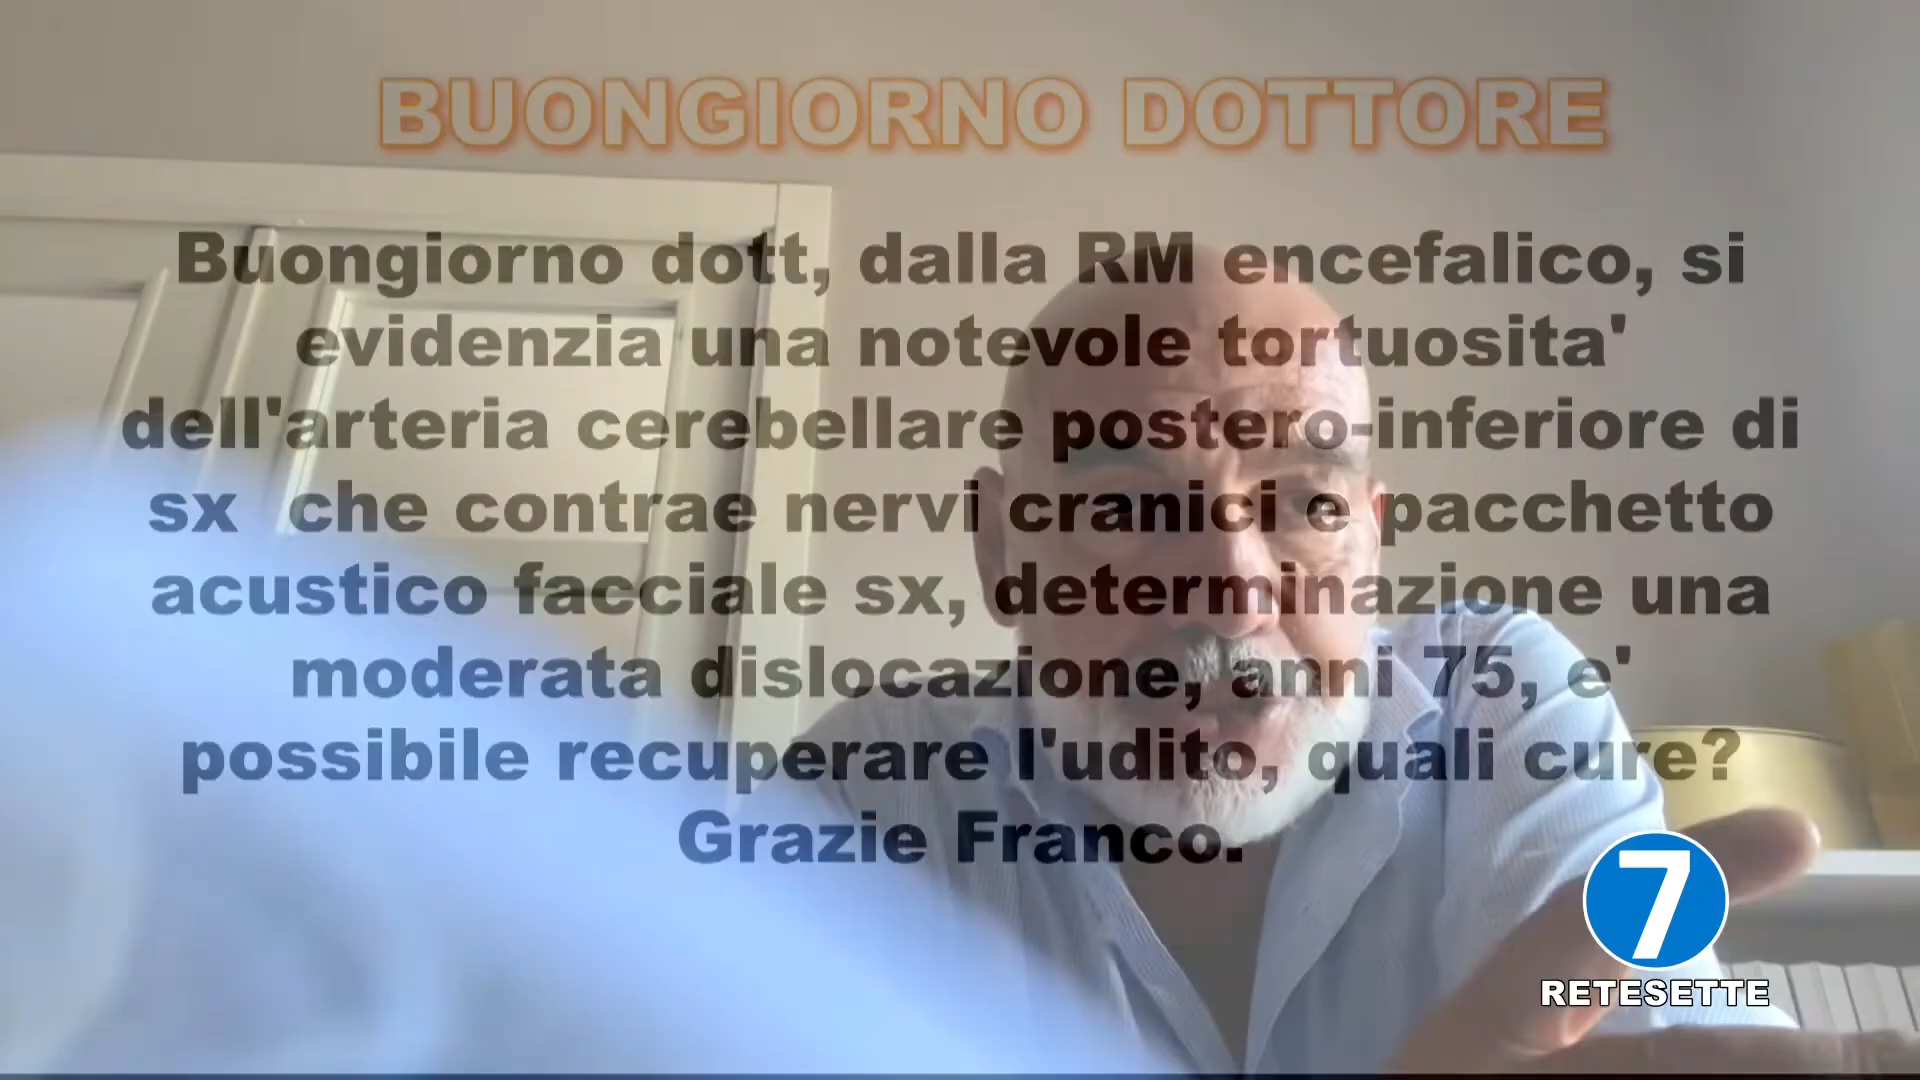 BUONGIORNO DOTTORE
Buongiorno dott, dalla RM encefalico, si
evidenzia una notevole tortuosita'
dell'arteria cerebellare postero-inferiore di
sx che contrae nervi cranici e pacchetto
acustico facciale sx, determinazione una
moderata dislocazione, anni 75, e'
possibile recuperare l'udito, quali cure?
Grazie Franco.
7
RETESETTE